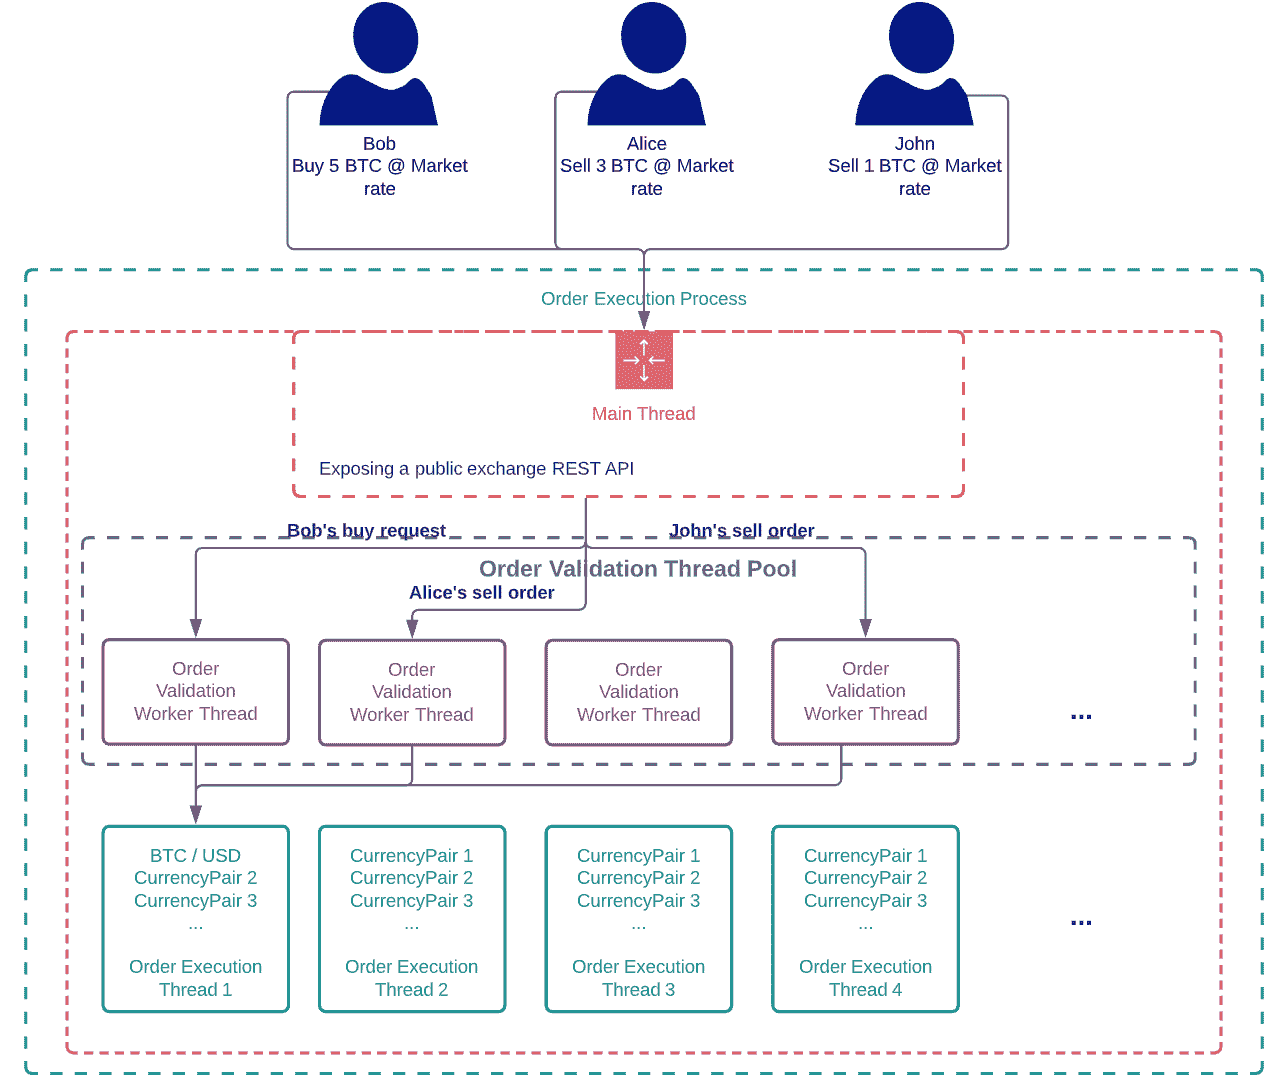 Bob
Buy 5 BTC @ Market
rate
Alice
Sell 3 BTC @ Market
rate
John
Sell 1 BTC @ Market
rate
Order Execution Process
Main Thread
Exposing a public exchange REST API
Bob's buy request
John's sell order
Order Validation Thread Pool
Alice's sell order
Order
Validation
Worker Thread
Order
Validation
Worker Thread
Order
Validation
Worker Thread
Order
Validation
Worker Thread
...
BTC / USD
CurrencyPair 2
CurrencyPair 3
...
Order Execution
Thread 1
CurrencyPair 1
CurrencyPair 2
CurrencyPair 3
...
Order Execution
Thread 2
CurrencyPair 1
CurrencyPair 2
CurrencyPair 3
...
Order Execution
Thread 3
CurrencyPair 1
CurrencyPair 2
CurrencyPair 3
...
Order Execution
Thread 4
...